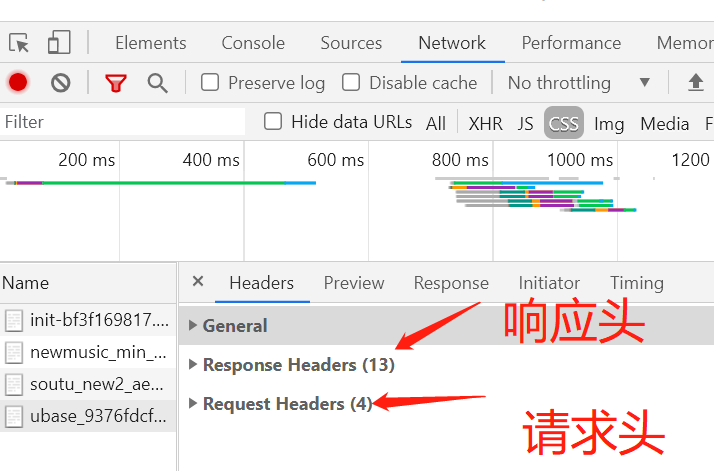 Elements Console Sources Network Performance Memor
Preserve log Disable cache No throttling
Filter Hide data URLs All XHR JS CSS Img Media F
200 ms 400 ms 600 ms 800 ms 1000 ms 1200
Name × Headers Preview Response Initiator Timing
init-bf3f169817....
General
响应头
newmusic_min_...
Response Headers (13)
soutu_new2_ae...
Request Headers (4)
ubase_9376fdcf...
请求头